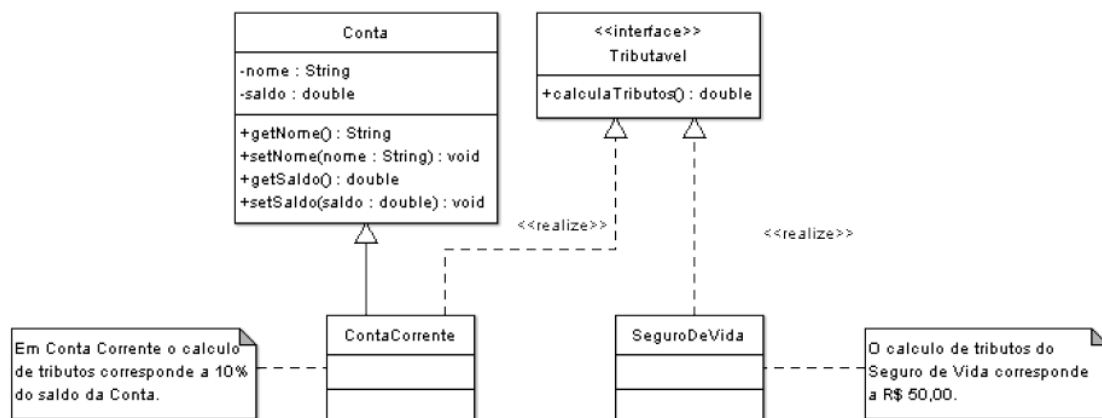 Conta
-nome : String
-saldo : double
+getNome() : String
+setNome(nome : String) : void
+getSaldo() : double
+setSaldo(saldo : double) : void
<<interface>>
Tributavel
+calculaTributos() : double
<<realize>>
<<realize>>
Em Conta Corrente o calculo
de tributos corresponde a 10%
do saldo da Conta.
ContaCorrente
SeguroDeVida
O calculo de tributos do
Seguro de Vida corresponde
a R$ 50,00.